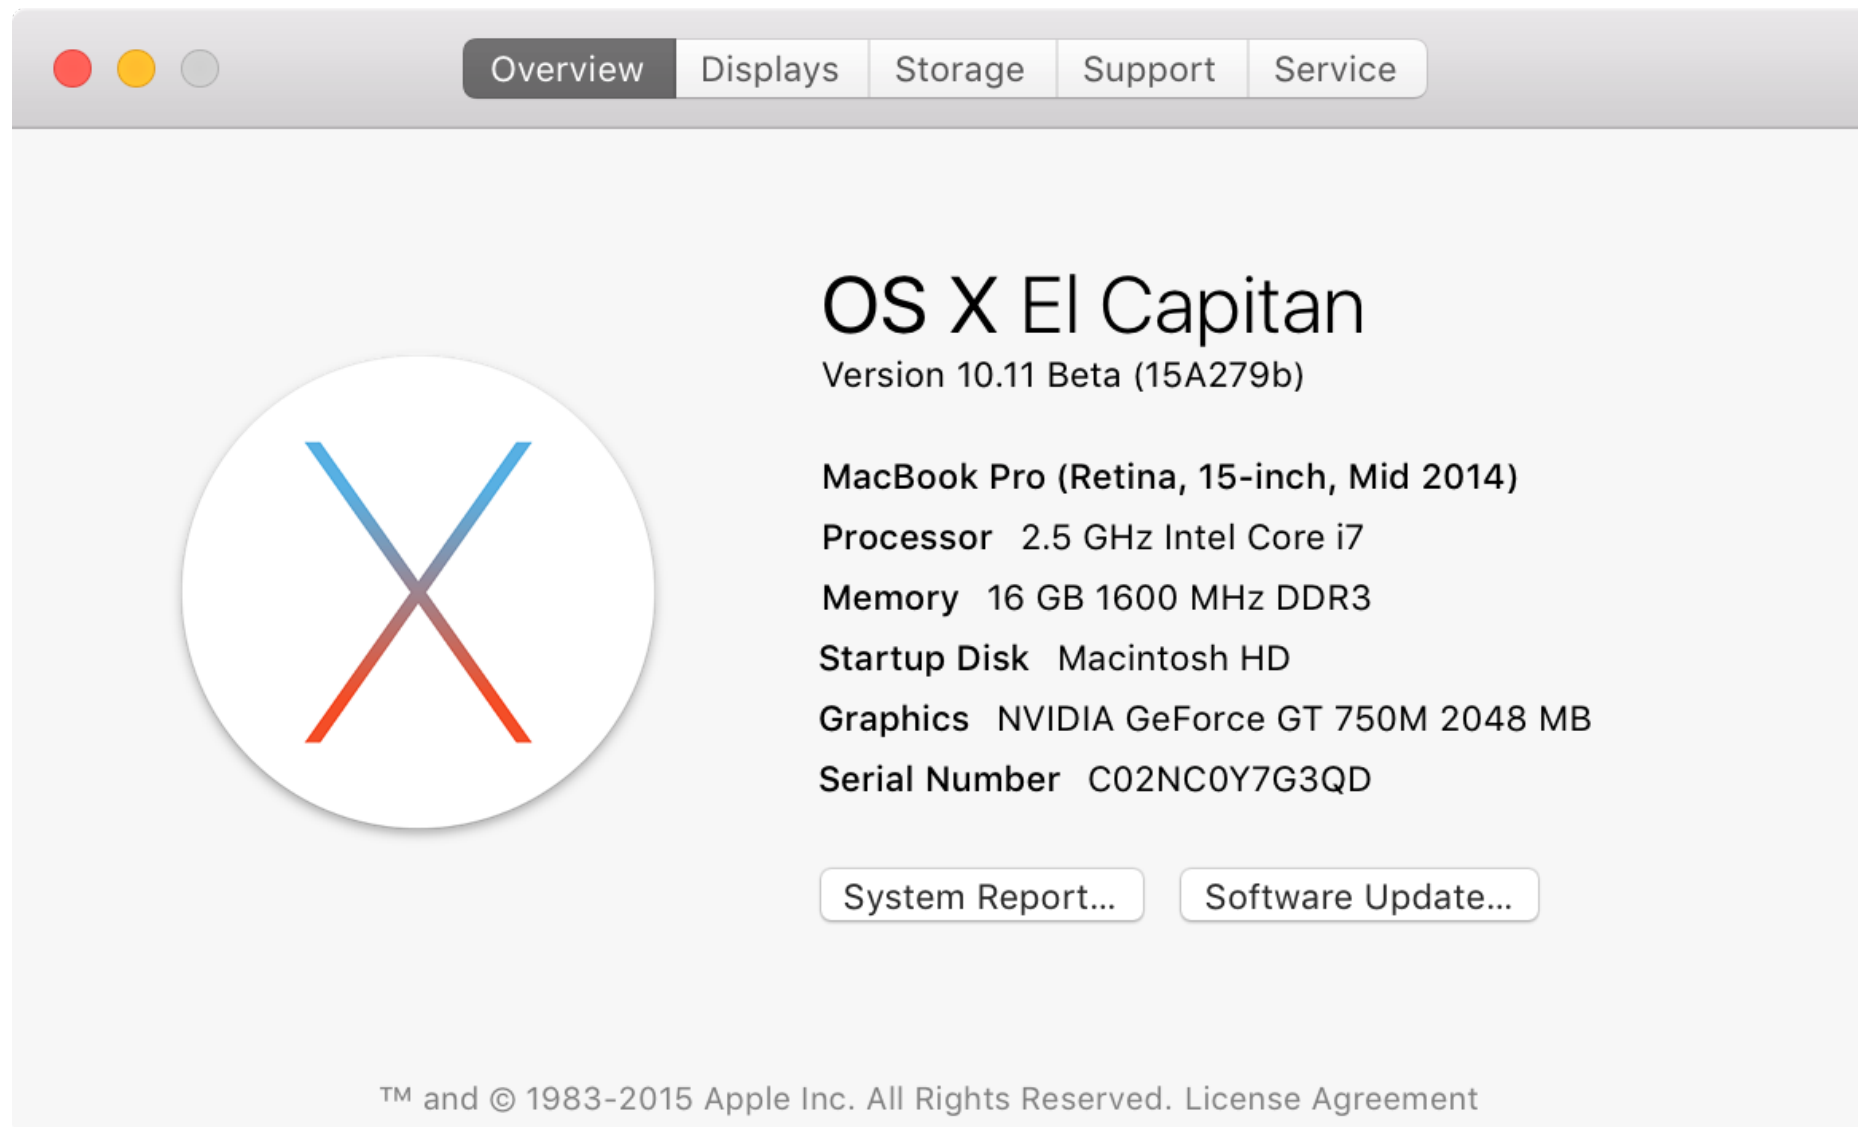 Overview Displays Storage Support Service
OS X El Capitan
Version 10.11 Beta (15A279b)
MacBook Pro (Retina, 15-inch, Mid 2014)
Processor 2.5 GHz Intel Core i7
Memory 16 GB 1600 MHz DDR3
Startup Disk Macintosh HD
Graphics NVIDIA GeForce GT 750M 2048 MB
Serial Number C02NC0Y7G3QD
System Report... Software Update...
™ and © 1983-2015 Apple Inc. All Rights Reserved. License Agreement